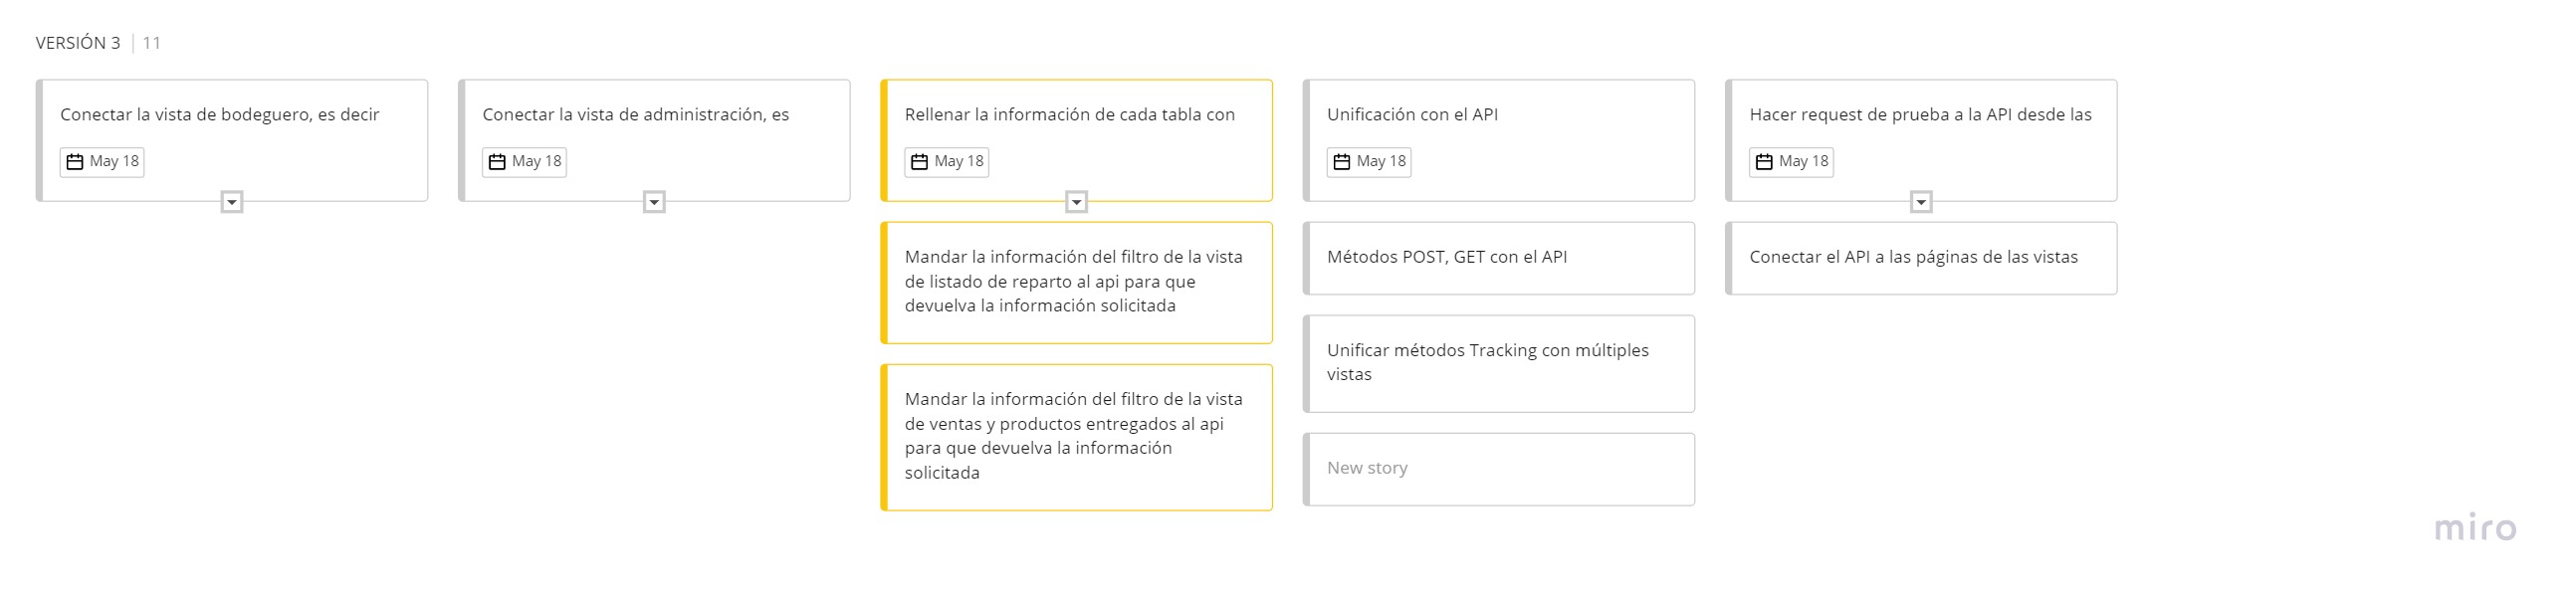 VERSIÓN 3 | 11
Conectar la vista de bodeguero, es decir
May 18
Conectar la vista de administración, es
May 18
Rellenar la información de cada tabla con
May 18
Mandar la información del filtro de la vista
de listado de reparto al api para que
devuelva la información solicitada
Mandar la información del filtro de la vista
de ventas y productos entregados al api
para que devuelva la información
solicitada
Unificación con el API
May 18
Métodos POST, GET con el API
Unificar métodos Tracking con múltiples
vistas
New story
Hacer request de prueba a la API desde las
May 18
Conectar el API a las páginas de las vistas
miro